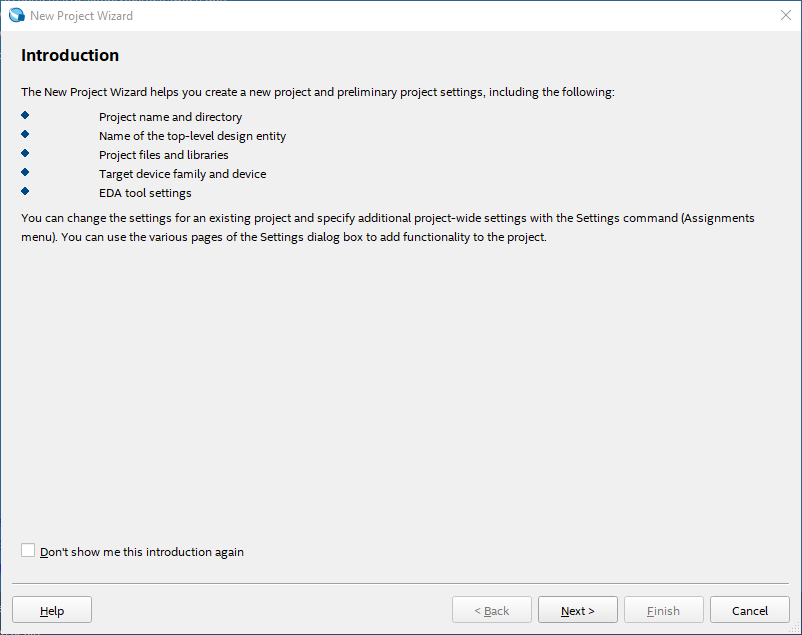 New Project Wizard
Introduction
The New Project Wizard helps you create a new project and preliminary project settings, including the following:
Project name and directory
Name of the top-level design entity
Project files and libraries
Target device family and device
EDA tool settings
You can change the settings for an existing project and specify additional project-wide settings with the Settings command (Assignments
menu). You can use the various pages of the Settings dialog box to add functionality to the project.
Don't show me this introduction again
Help
< Back
Next >
Finish
Cancel